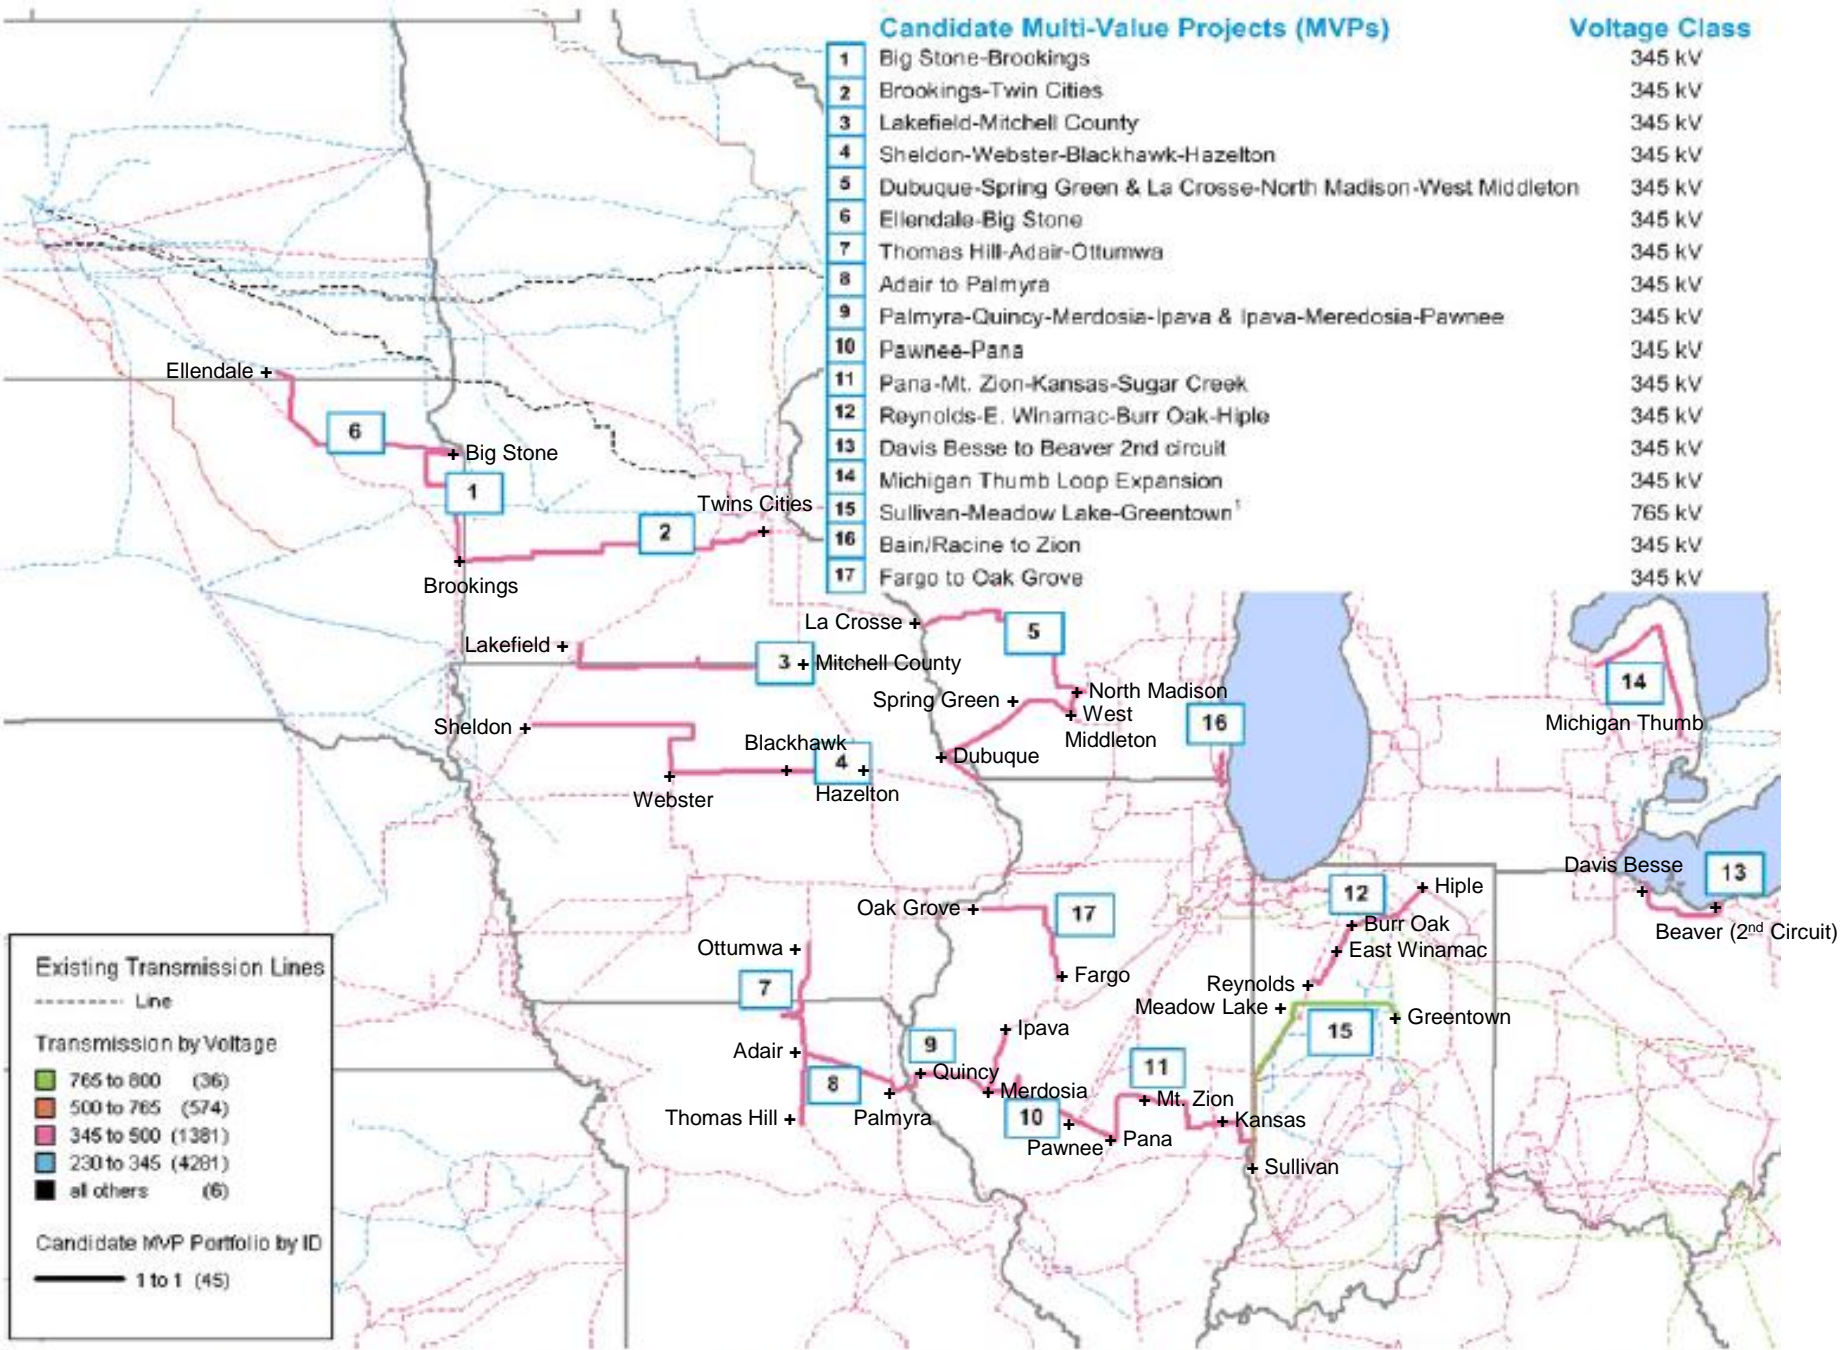 Candidate Multi-Value Projects (MVPs) Voltage Class
1 Big Stone-Brookings 345 kV
2 Brookings-Twin Cities 345 kV
3 Lakefield-Mitchell County 345 kV
4 Sheldon-Webster-Blackhawk-Hazelton 345 kV
5 Dubuque-Spring Green & La Crosse-North Madison-West Middleton 345 kV
6 Ellendale-Big Stone 345 kV
7 Thomas Hill-Adair-Ottumwa 345 kV
8 Adair to Palmyra 345 kV
9 Palmyra-Quincy-Merdosia-Ipava & Ipava-Meredosia-Pawnee 345 kV
10 Pawnee-Pana 345 kV
11 Pana-Mt. Zion-Kansas-Sugar Creek 345 kV
12 Reynolds-E. Winamac-Burr Oak-Hiple 345 kV
13 Davis Besse to Beaver 2nd circuit 345 kV
14 Michigan Thumb Loop Expansion 345 kV
15 Sullivan-Meadow Lake-Greentown¹ 765 kV
16 Bain/Racine to Zion 345 kV
17 Fargo to Oak Grove 345 kV
Ellendale
6
Big Stone
1
Twins Cities
2
Brookings
La Crosse
5
Lakefield
3
Mitchell County
14
Michigan Thumb
Spring Green
North Madison
West
Middleton
16
Sheldon
Blackhawk
4
Dubuque
Webster
Hazelton
Davis Besse
13
Beaver (2nd Circuit)
12
Hiple
Oak Grove
17
Burr Oak
Ottumwa
East Winamac
Fargo
Reynolds
7
Meadow Lake
Greentown
15
Ipava
Adair
9
11
Quincy
8
Merdosia
Mt. Zion
Thomas Hill
Palmyra
10
Kansas
Pawnee
Pana
Sullivan
Existing Transmission Lines
Line
Transmission by Voltage
765 to 800 (36)
500 to 765 (574)
345 to 500 (1381)
230 to 345 (4281)
all others (6)
Candidate MVP Portfolio by ID
1 to 1 (45)